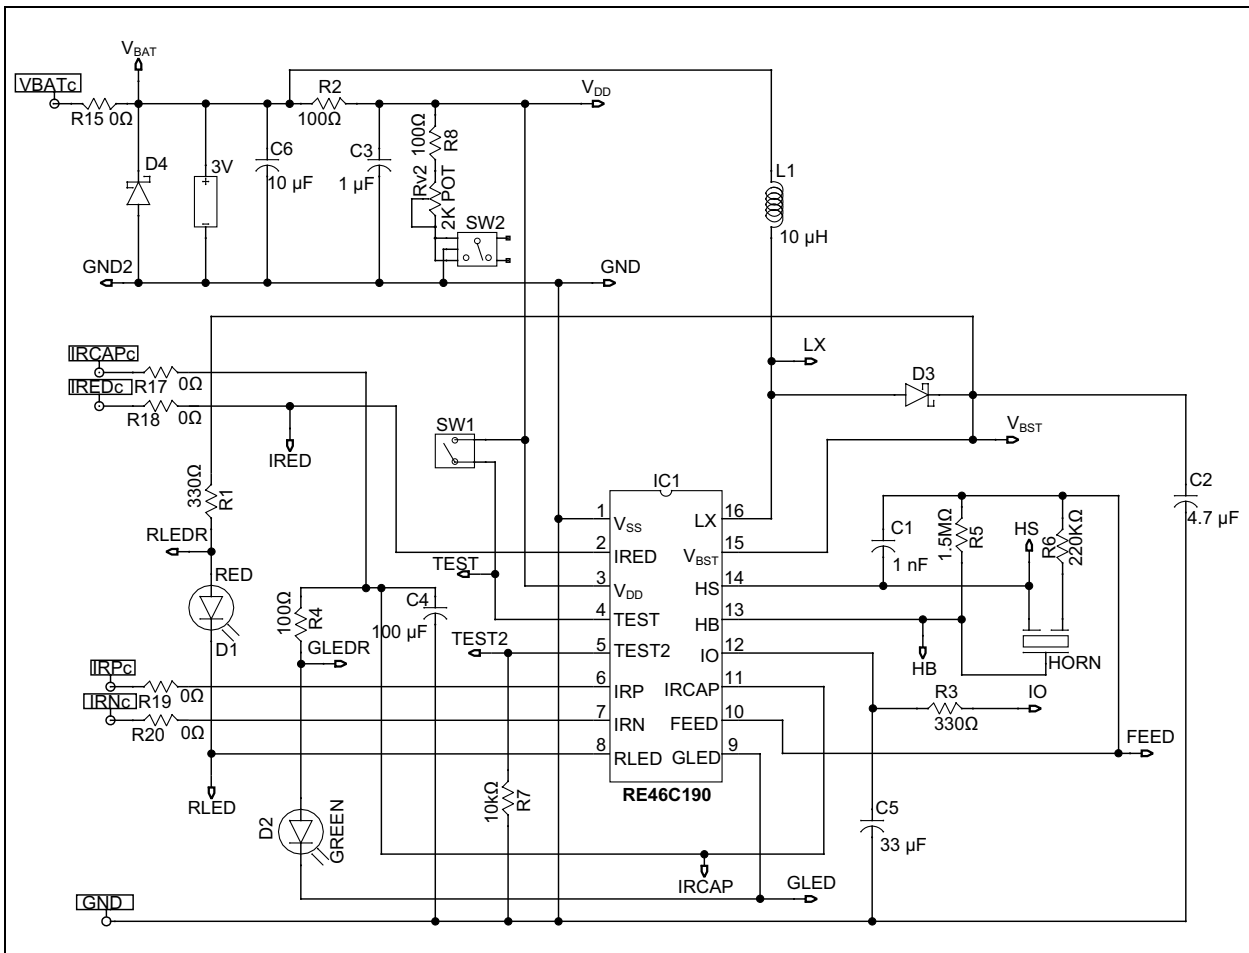 V_BAT
VBATc
R15 0Ω
R2
100Ω
V_DD
D4
3V
+
C6
10 µF
C3
1 µF
100Ω
R8
Rv2
2K POT
SW2
L1
10 µH
GND2
GND
IRCAPc
R17 0Ω
IREDc
R18 0Ω
IRED
SW1
LX
D3
V_BST
330Ω
R1
RLEDR
RED
D1
TEST
100Ω
R4
C4
100 µF
GLEDR
TEST2
IC1
1 V_SS
2 IRED
3 V_DD
4 TEST
5 TEST2
6 IRP
7 IRN
8 RLED
LX 16
V_BST 15
HS 14
HB 13
IO 12
IRCAP 11
FEED 10
GLED 9
RE46C190
C1
1 nF
1.5MΩ
R5
HS
R6
220KΩ
C2
4.7 µF
HB
HORN
R3
330Ω
IO
FEED
IRPc
R19 0Ω
IRNc
R20 0Ω
RLED
D2
GREEN
10kΩ
R7
C5
33 µF
IRCAP
GLED
GND